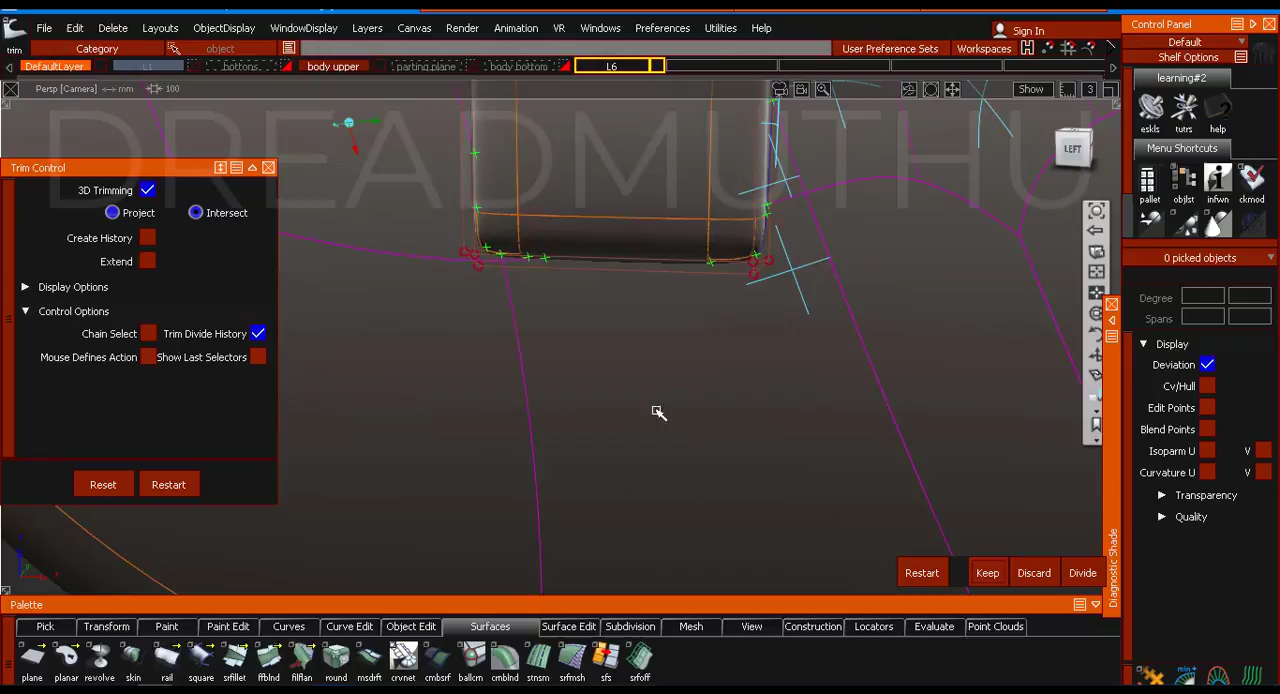 File Edit Delete Layouts ObjectDisplay WindowDisplay Layers Canvas Render Animation VR Windows Preferences Utilities Help
Sign In
trim Category object User Preference Sets Workspaces
DefaultLayer L1 bottons body upper parting plane body bottom L6
Persp [Camera] mm 100 Show 3
DREADMUTHU
LEFT
Trim Control
3D Trimming
Project Intersect
Create History
Extend
Display Options
Control Options
Chain Select Trim Divide History
Mouse Defines Action Show Last Selectors
Reset Restart
Restart Keep Discard Divide
Control Panel
Default
Shelf Options
learning#2
eskls tutrs help
Menu Shortcuts
pallet objlst infwn ckmod
0 picked objects
Degree
Spans
Display
Deviation
Cv/Hull
Edit Points
Blend Points
Isoparm U V
Curvature U V
Transparency
Quality
Diagnostic Shade
Palette
Pick Transform Paint Paint Edit Curves Curve Edit Object Edit Surfaces Surface Edit Subdivision Mesh View Construction Locators Evaluate Point Clouds
plane planar revolve skin rail square srfillet ffblnd filflan round msdrft crvnet cmbsrf ballcrn cmblnd stnsrn srfmsh sfs srfoff